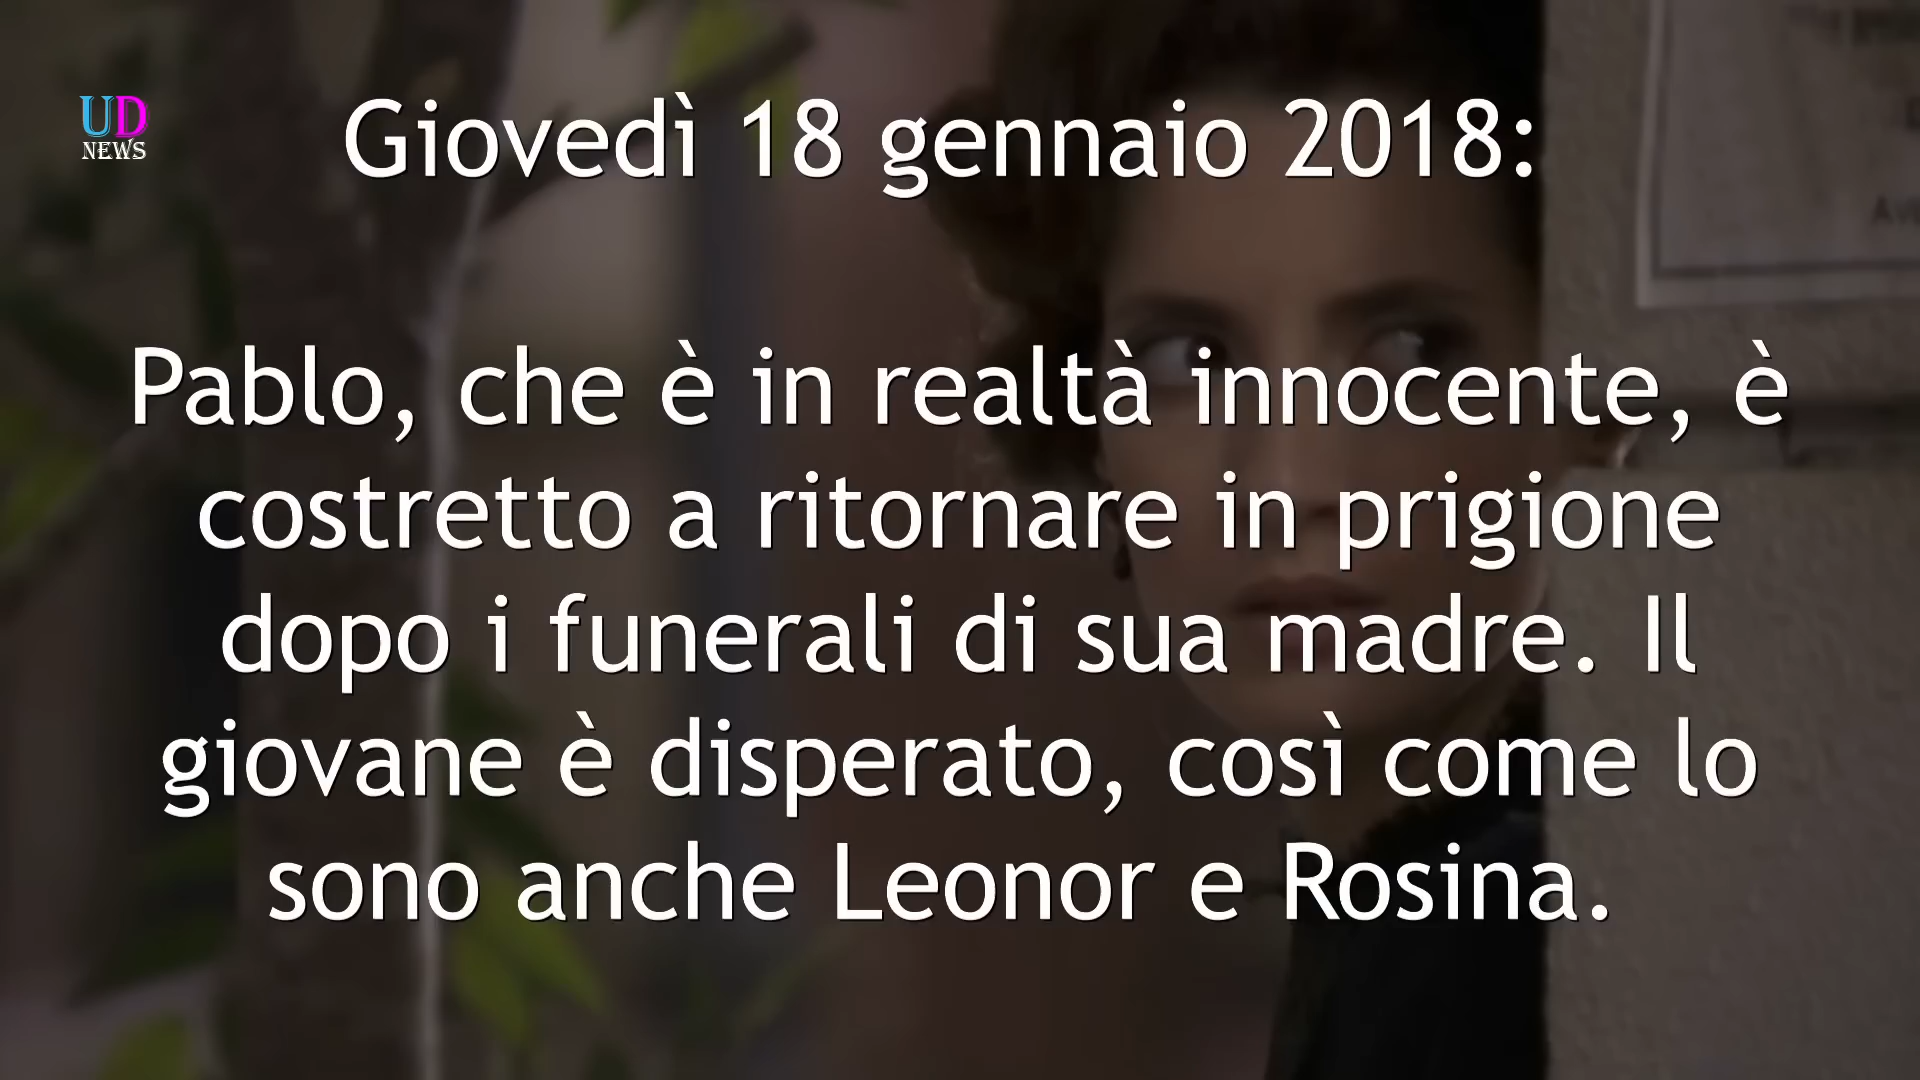 UD
NEWS
Giovedì 18 gennaio 2018:
Pablo, che è in realtà innocente, è
costretto a ritornare in prigione
dopo i funerali di sua madre. Il
giovane è disperato, così come lo
sono anche Leonor e Rosina.